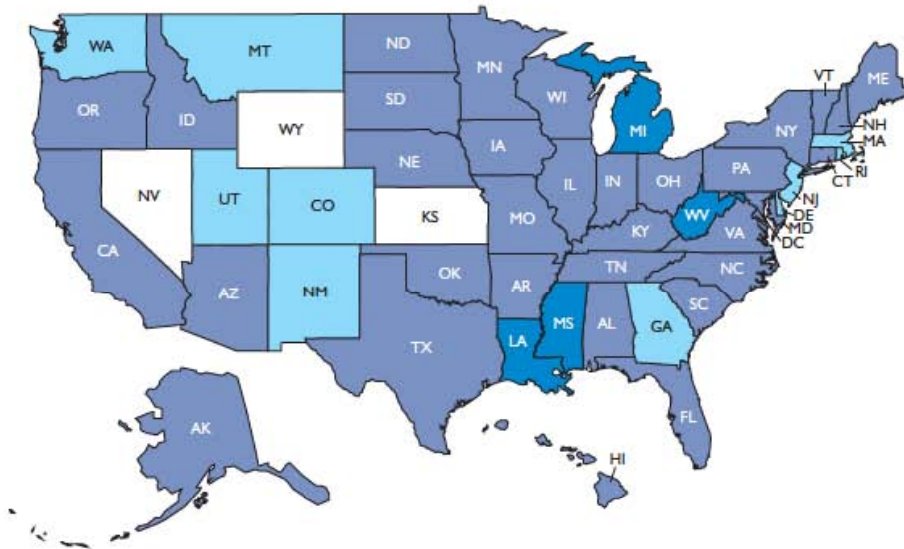 WA
MT
ND
MN
VT
ME
OR
ID
SD
WI
WY
MI
NY
NH
MA
NV
UT
NE
IA
PA
RI
CT
CO
IL
IN
OH
NJ
CA
KS
MO
WV
DE
MD
KY
VA
DC
AZ
NM
OK
AR
TN
NC
SC
TX
LA
MS
AL
GA
FL
AK
HI